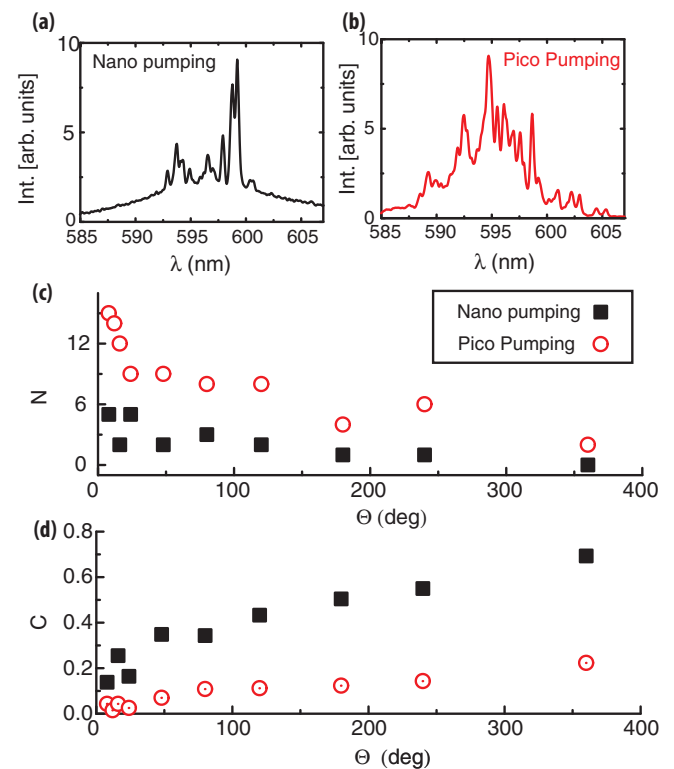 (a)
(b)
10
Nano pumping
5
0
Int. [arb. units]
585 590 595 600 605
λ (nm)
10
Pico Pumping
5
0
Int. [arb. units]
585 590 595 600 605
λ (nm)
(c)
Nano pumping
Pico Pumping
12
6
0
N
0 100 200 300 400
Θ (deg)
(d)
0.8
0.6
0.4
0.2
0.0
C
0 100 200 300 400
Θ (deg)